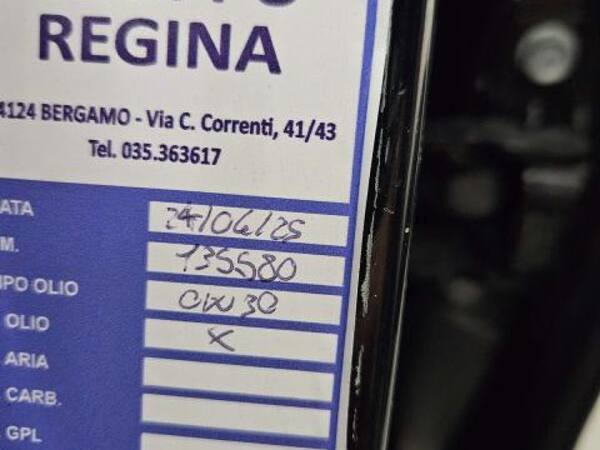 REGINA
4124 BERGAMO - Via C. Correnti, 41/43
Tel. 035.363617
ATA 24/06/25
M. 135580
IPO OLIO 0W30
OLIO X
ARIA
CARB.
GPL